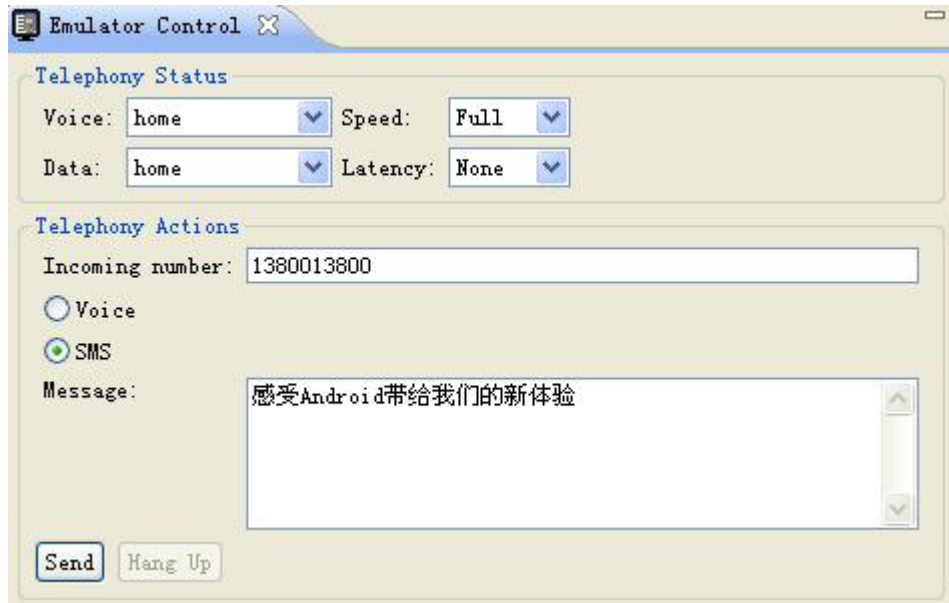 Emulator Control
Telephony Status
Voice: home Speed: Full
Data: home Latency: None
Telephony Actions
Incoming number: 1380013800
Voice
SMS
Message: 感受Android带给我们的新体验
Send Hang Up